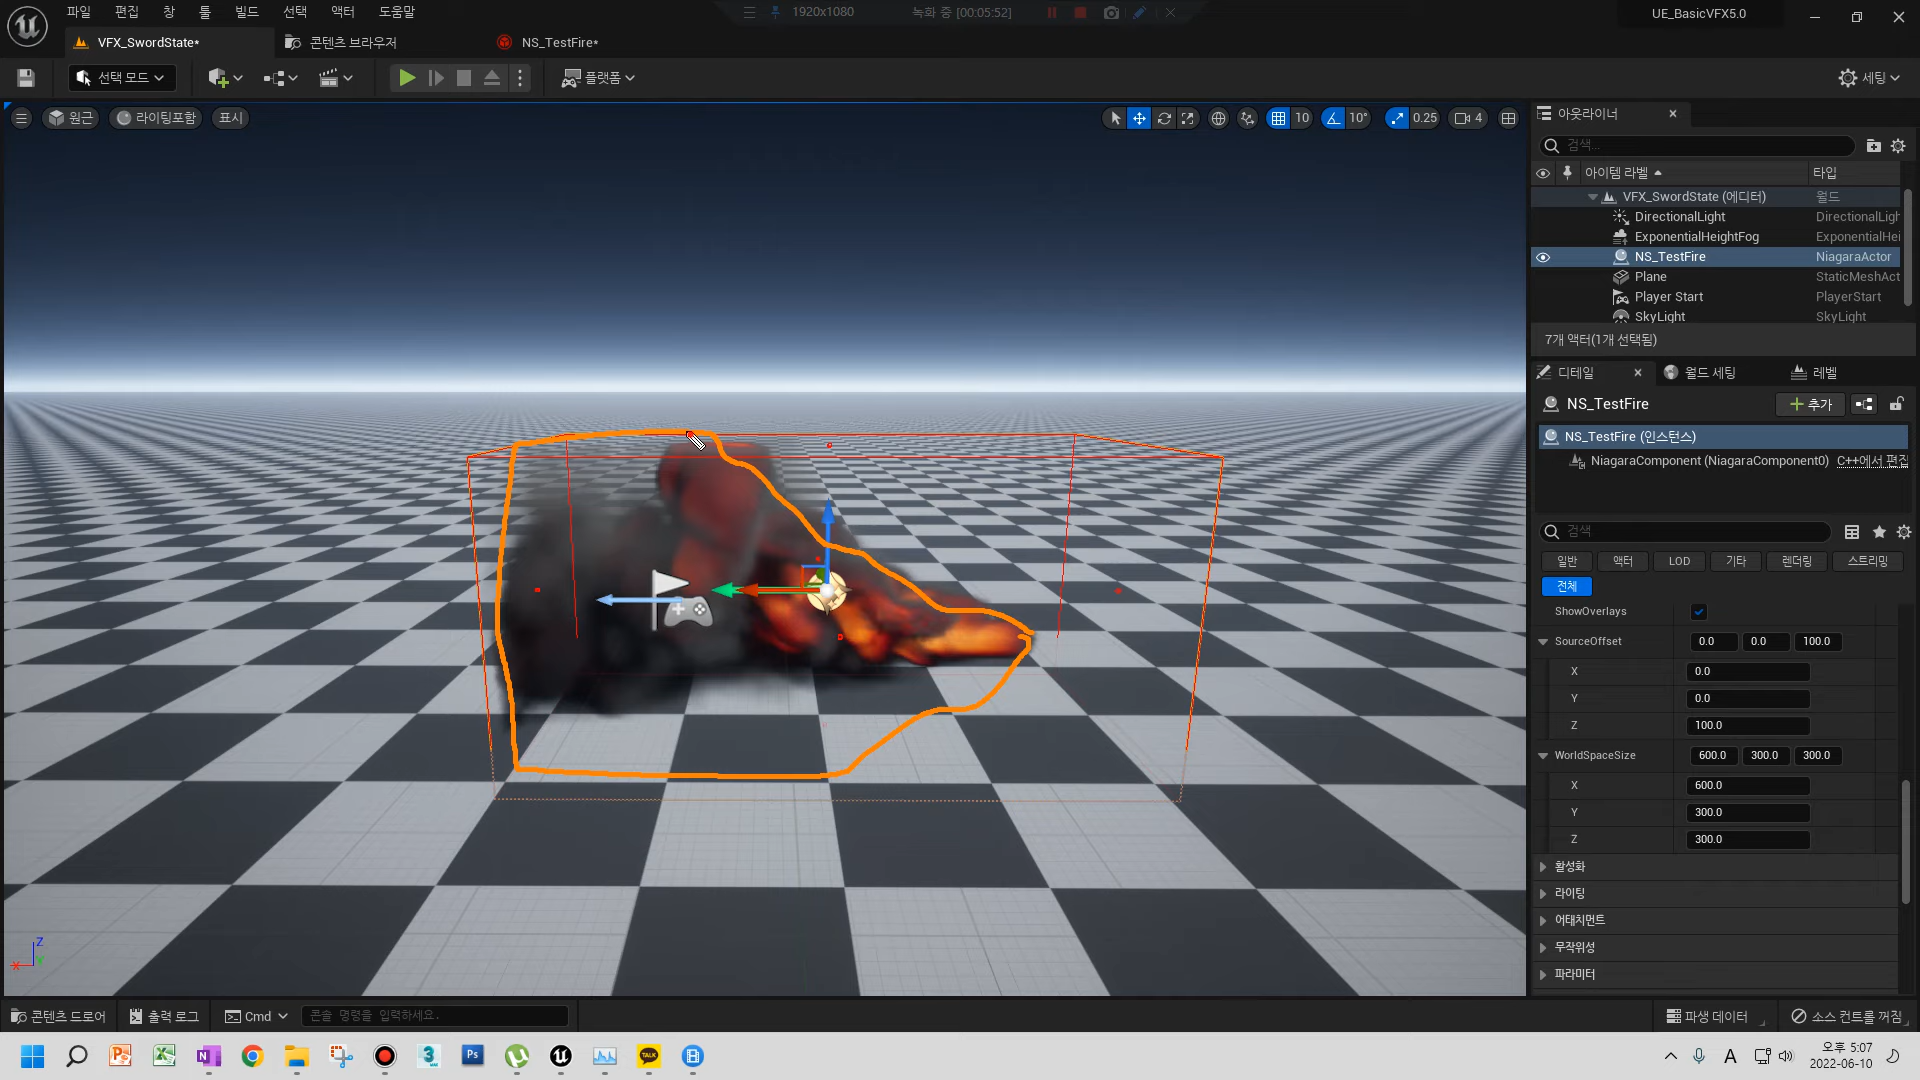 파일 편집 창 툴 빌드 선택 액터 도움말
1920x1080 녹화 중 [00:05:52]
UE_BasicVFX5.0
VFX_SwordState*
콘텐츠 브라우저
NS_TestFire*
선택 모드
플랫폼
세팅
원근
라이팅포함
표시
10
10°
0.25
4
아웃라이너
검색...
아이템 라벨
타입
VFX_SwordState (에디터) 월드
DirectionalLight DirectionalLigh
ExponentialHeightFog ExponentialHei
NS_TestFire NiagaraActor
Plane StaticMeshAct
Player Start PlayerStart
SkyLight SkyLight
7개 액터(1개 선택됨)
디테일
월드 세팅
레벨
NS_TestFire
추가
NS_TestFire (인스턴스)
NiagaraComponent (NiagaraComponent0) C++에서 편집
검색
일반 액터 LOD 기타 렌더링 스트리밍
전체
ShowOverlays
SourceOffset 0.0 0.0 100.0
X 0.0
Y 0.0
Z 100.0
WorldSpaceSize 600.0 300.0 300.0
X 600.0
Y 300.0
Z 300.0
활성화
라이팅
어태치먼트
무작위성
파라미터
Z
X
Y
콘텐츠 드로어
출력 로그
Cmd
콘솔 명령을 입력하세요.
파생 데이터
소스 컨트롤 꺼짐
A
오후 5:07
2022-06-10